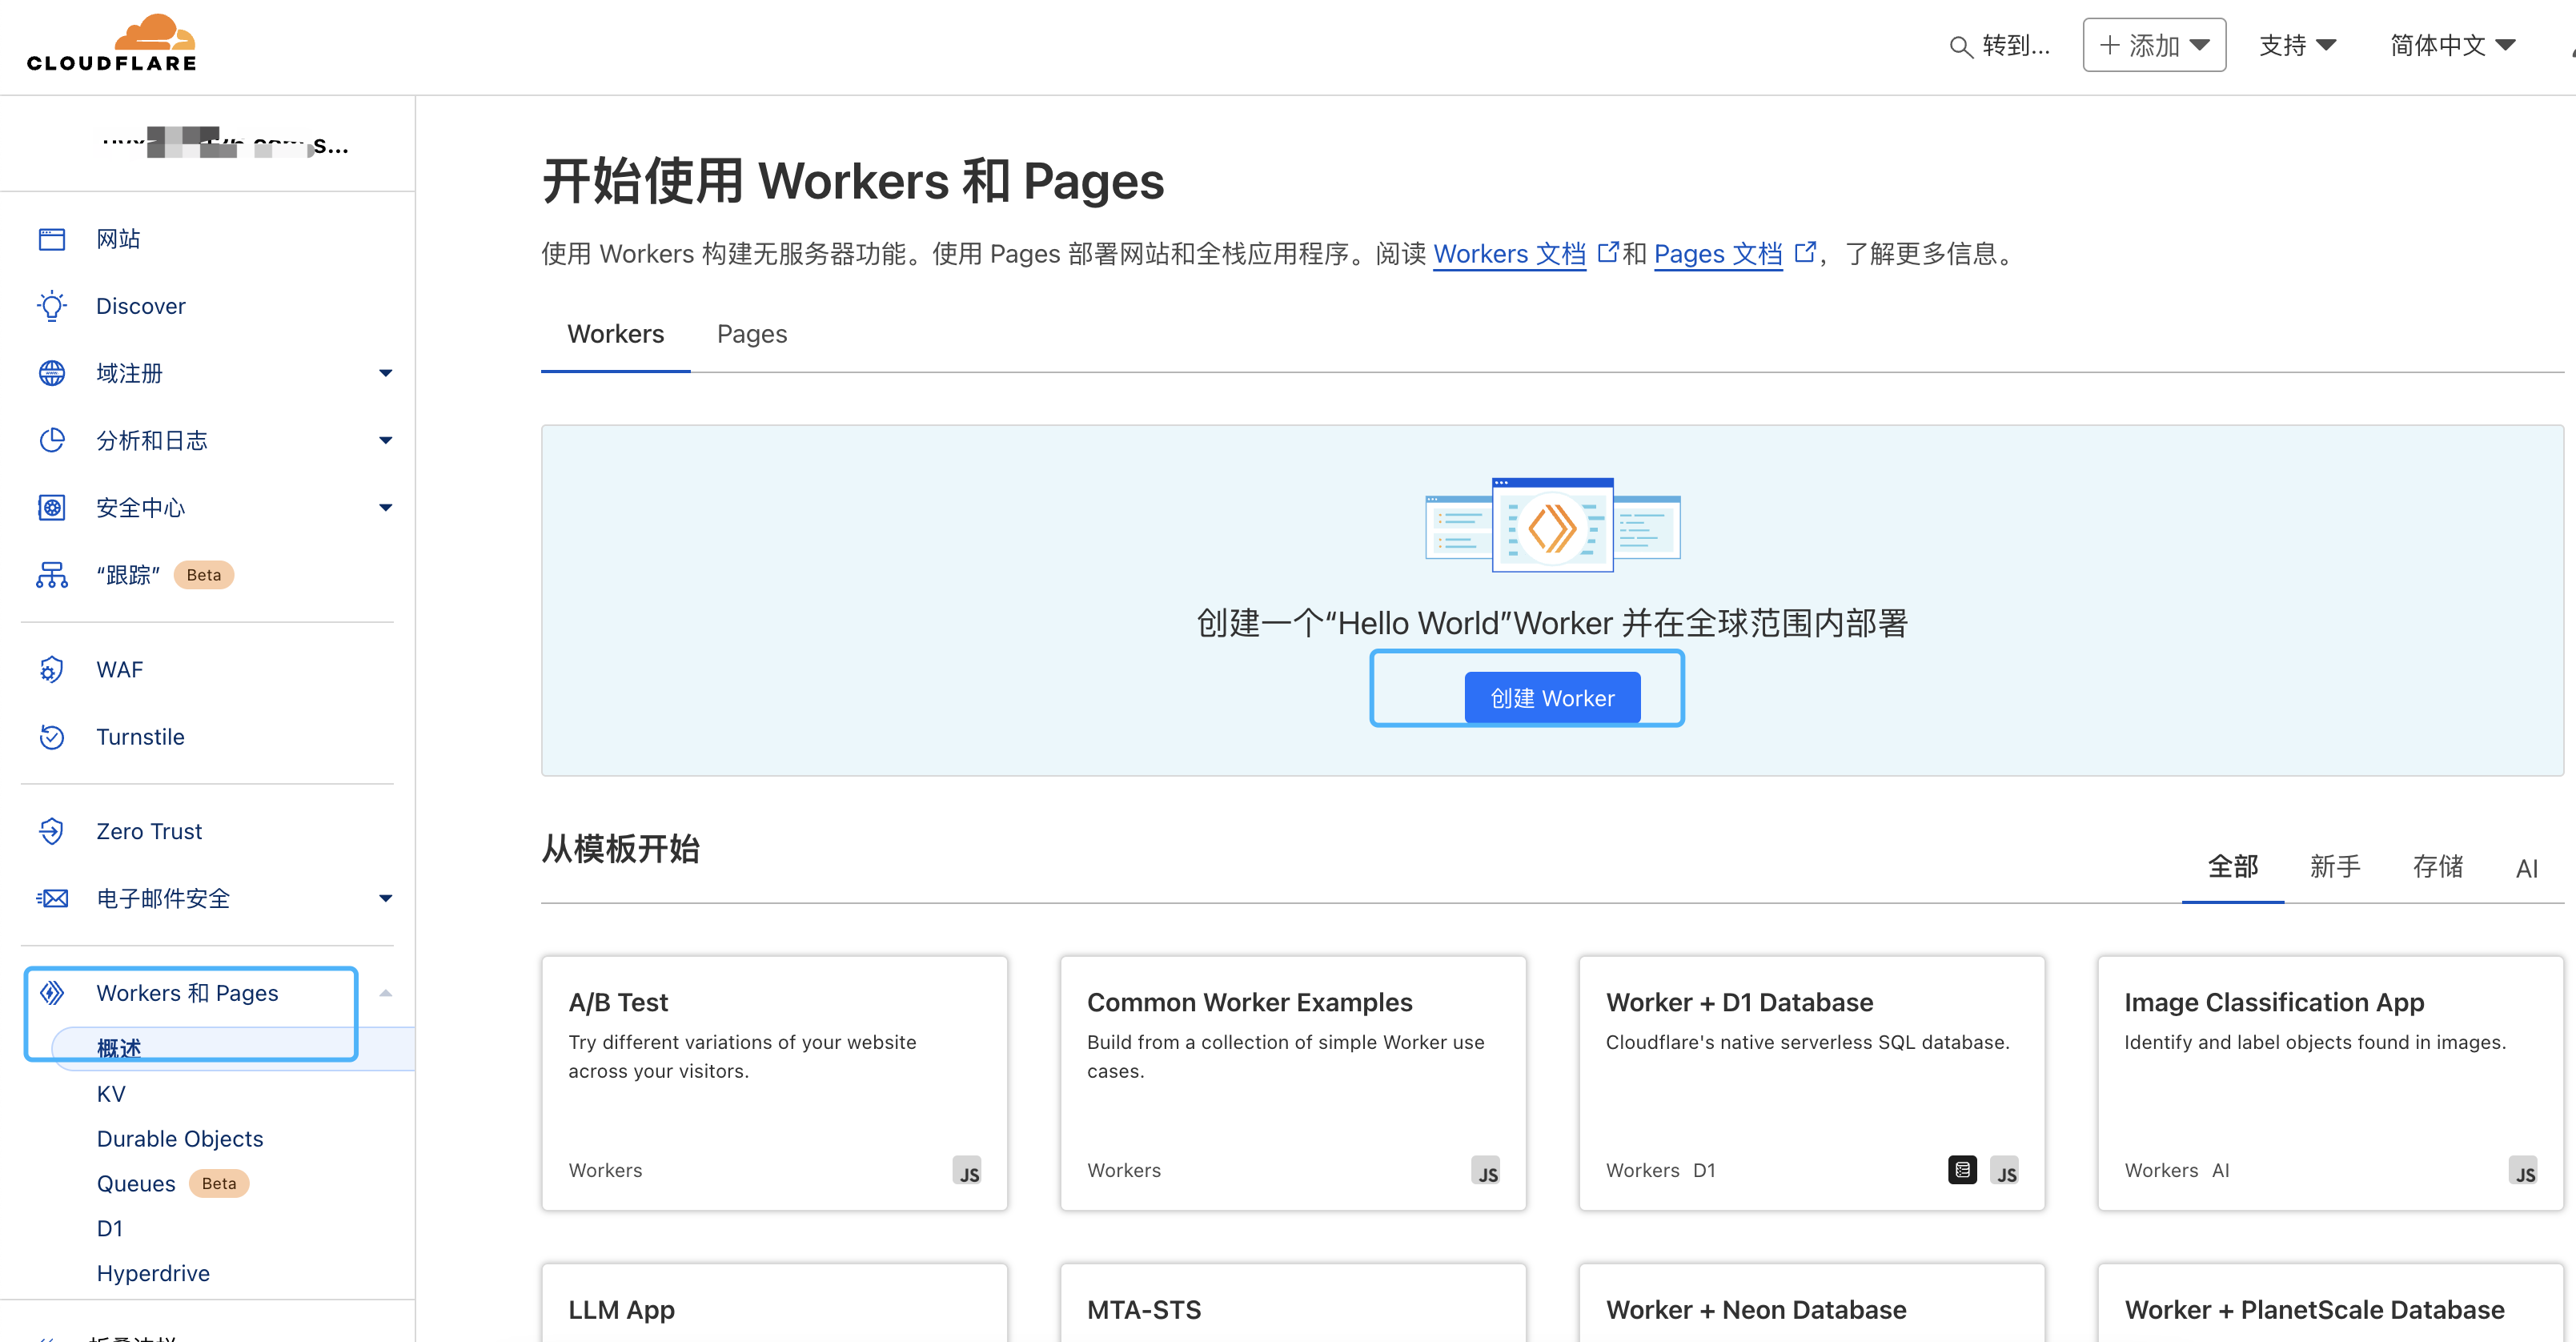 CLOUDFLARE
转到...
添加
支持
简体中文
网站
Discover
域注册
分析和日志
安全中心
“跟踪” Beta
WAF
Turnstile
Zero Trust
电子邮件安全
Workers 和 Pages
概述
KV
Durable Objects
Queues Beta
D1
Hyperdrive
开始使用 Workers 和 Pages
使用 Workers 构建无服务器功能。使用 Pages 部署网站和全栈应用程序。阅读 Workers 文档 和 Pages 文档，了解更多信息。
Workers Pages
创建一个“Hello World”Worker 并在全球范围内部署
创建 Worker
从模板开始
全部 新手 存储 AI
A/B Test
Try different variations of your website
across your visitors.
Workers JS
Common Worker Examples
Build from a collection of simple Worker use
cases.
Workers JS
Worker + D1 Database
Cloudflare's native serverless SQL database.
Workers D1 JS
Image Classification App
Identify and label objects found in images.
Workers AI JS
LLM App
MTA-STS
Worker + Neon Database
Worker + PlanetScale Database